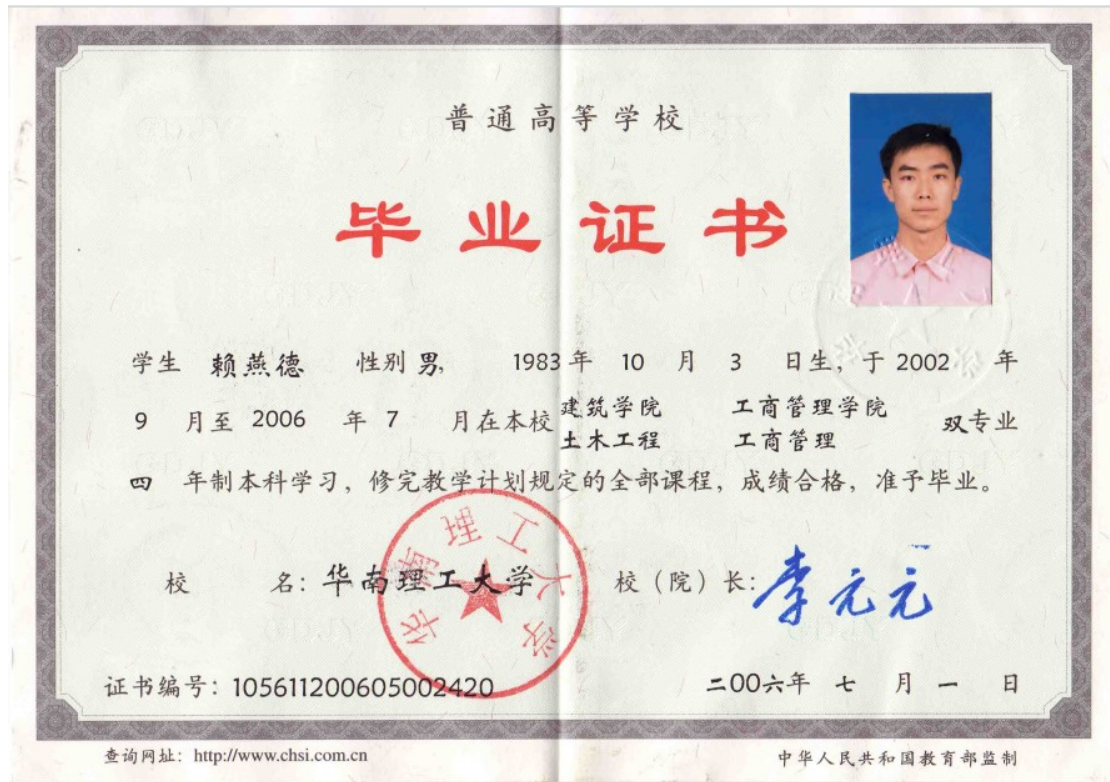 普通高等学校
毕业证书
学生 赖燕德 性别 男, 1983 年 10 月 3 日生, 于 2002 年
9 月至 2006 年 7 月在本校 建筑学院 工商管理学院 双专业
土木工程 工商管理
四 年制本科学习, 修完教学计划规定的全部课程, 成绩合格, 准予毕业。
校 名: 华南理工大学 校（院）长: 李元元
华南理工大学
证书编号: 105611200605002420 二00六年 七 月 一 日
查询网址: http://www.chsi.com.cn 中华人民共和国教育部监制